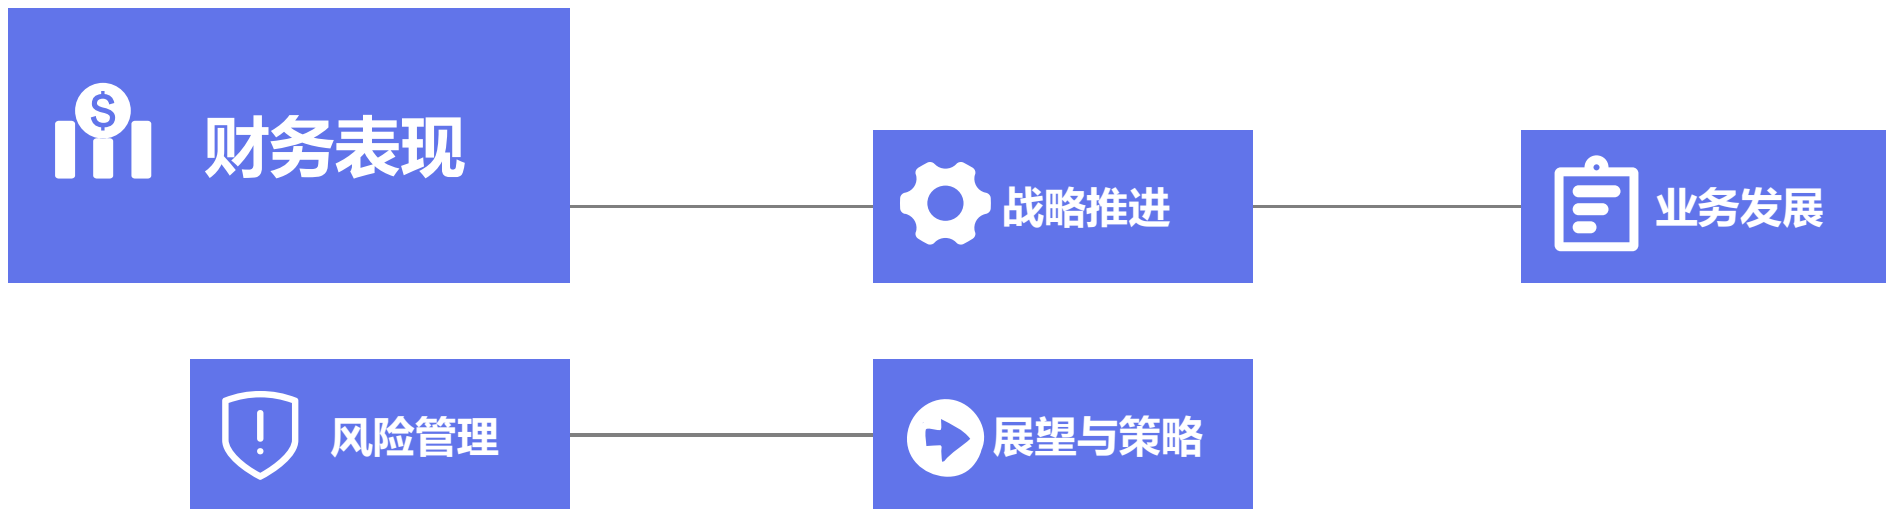 $
财务表现
战略推进
业务发展
风险管理
展望与策略